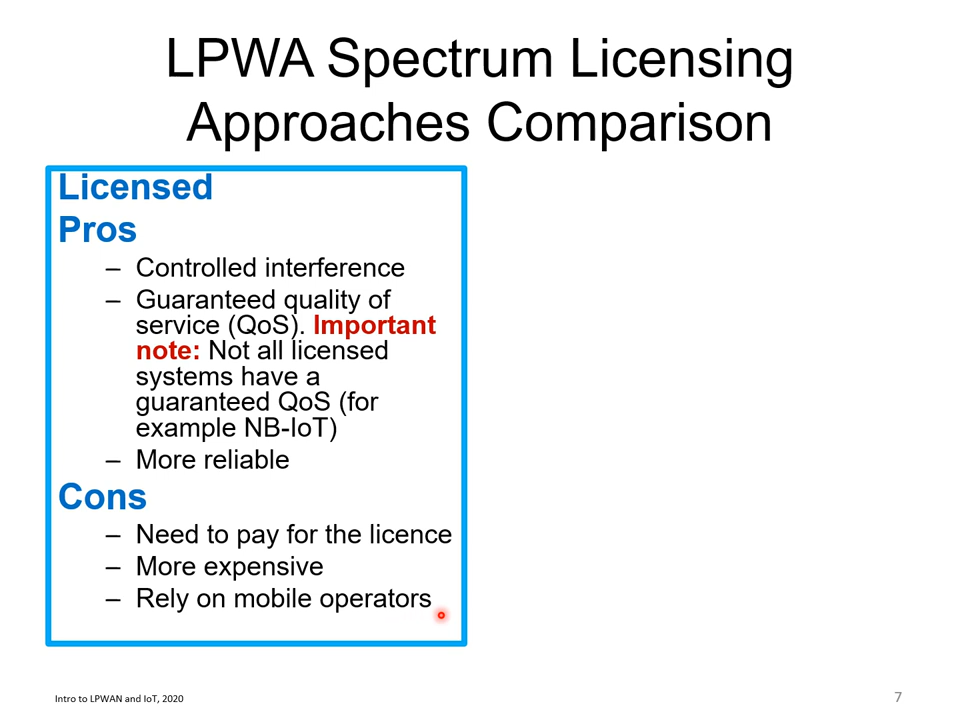 LPWA Spectrum Licensing
Approaches Comparison
Licensed
Pros
– Controlled interference
– Guaranteed quality of
service (QoS). Important
note: Not all licensed
systems have a
guaranteed QoS (for
example NB-IoT)
– More reliable
Cons
– Need to pay for the licence
– More expensive
– Rely on mobile operators
Intro to LPWAN and IoT, 2020
7